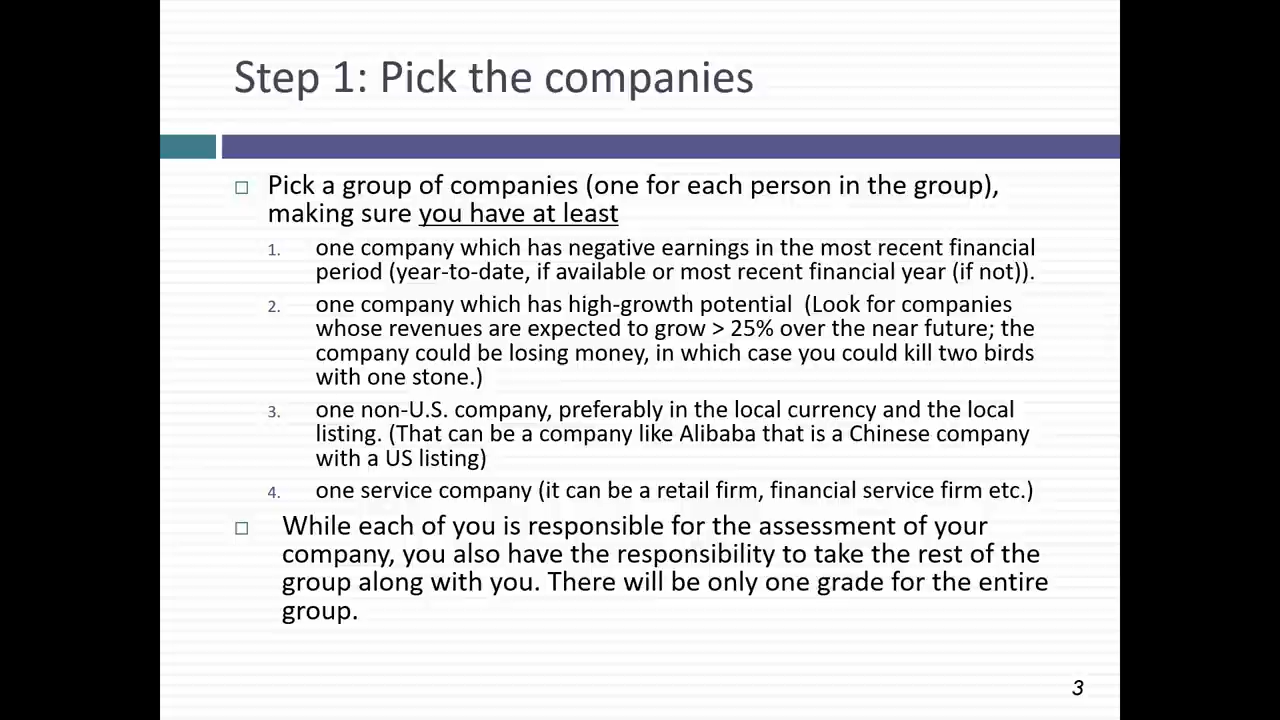 Step 1: Pick the companies
Pick a group of companies (one for each person in the group),
making sure you have at least
1. one company which has negative earnings in the most recent financial
period (year-to-date, if available or most recent financial year (if not)).
2. one company which has high-growth potential (Look for companies
whose revenues are expected to grow > 25% over the near future; the
company could be losing money, in which case you could kill two birds
with one stone.)
3. one non-U.S. company, preferably in the local currency and the local
listing. (That can be a company like Alibaba that is a Chinese company
with a US listing)
4. one service company (it can be a retail firm, financial service firm etc.)
While each of you is responsible for the assessment of your
company, you also have the responsibility to take the rest of the
group along with you. There will be only one grade for the entire
group.
3